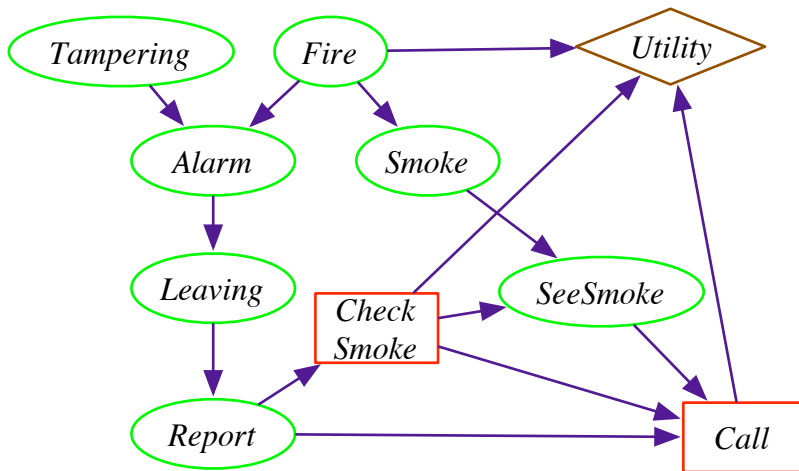 Tampering
Fire
Utility
Alarm
Smoke
Leaving
Check
Smoke
SeeSmoke
Report
Call